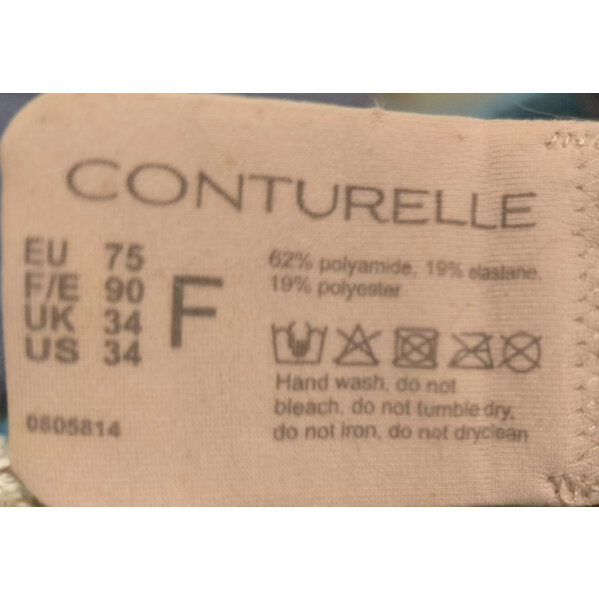 CONTURELLE
EU 75
F/E 90
UK 34
US 34
F
0805814
62% polyamide, 19% elastane,
19% polyester
Hand wash, do not
bleach, do not tumble dry,
do not iron, do not dryclean